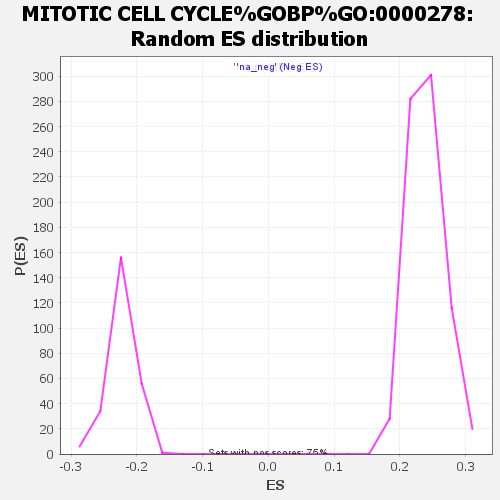 MITOTIC CELL CYCLE%GOBP%GO:0000278:
Random ES distribution
"na_neg' (Neg ES)
300
280
260
240
220
200
180
160
140
120
100
80
60
40
20
0
P(ES)
Sets with pos scores: 75%
-0.3 -0.2 -0.1 0.0 0.1 0.2 0.3
ES